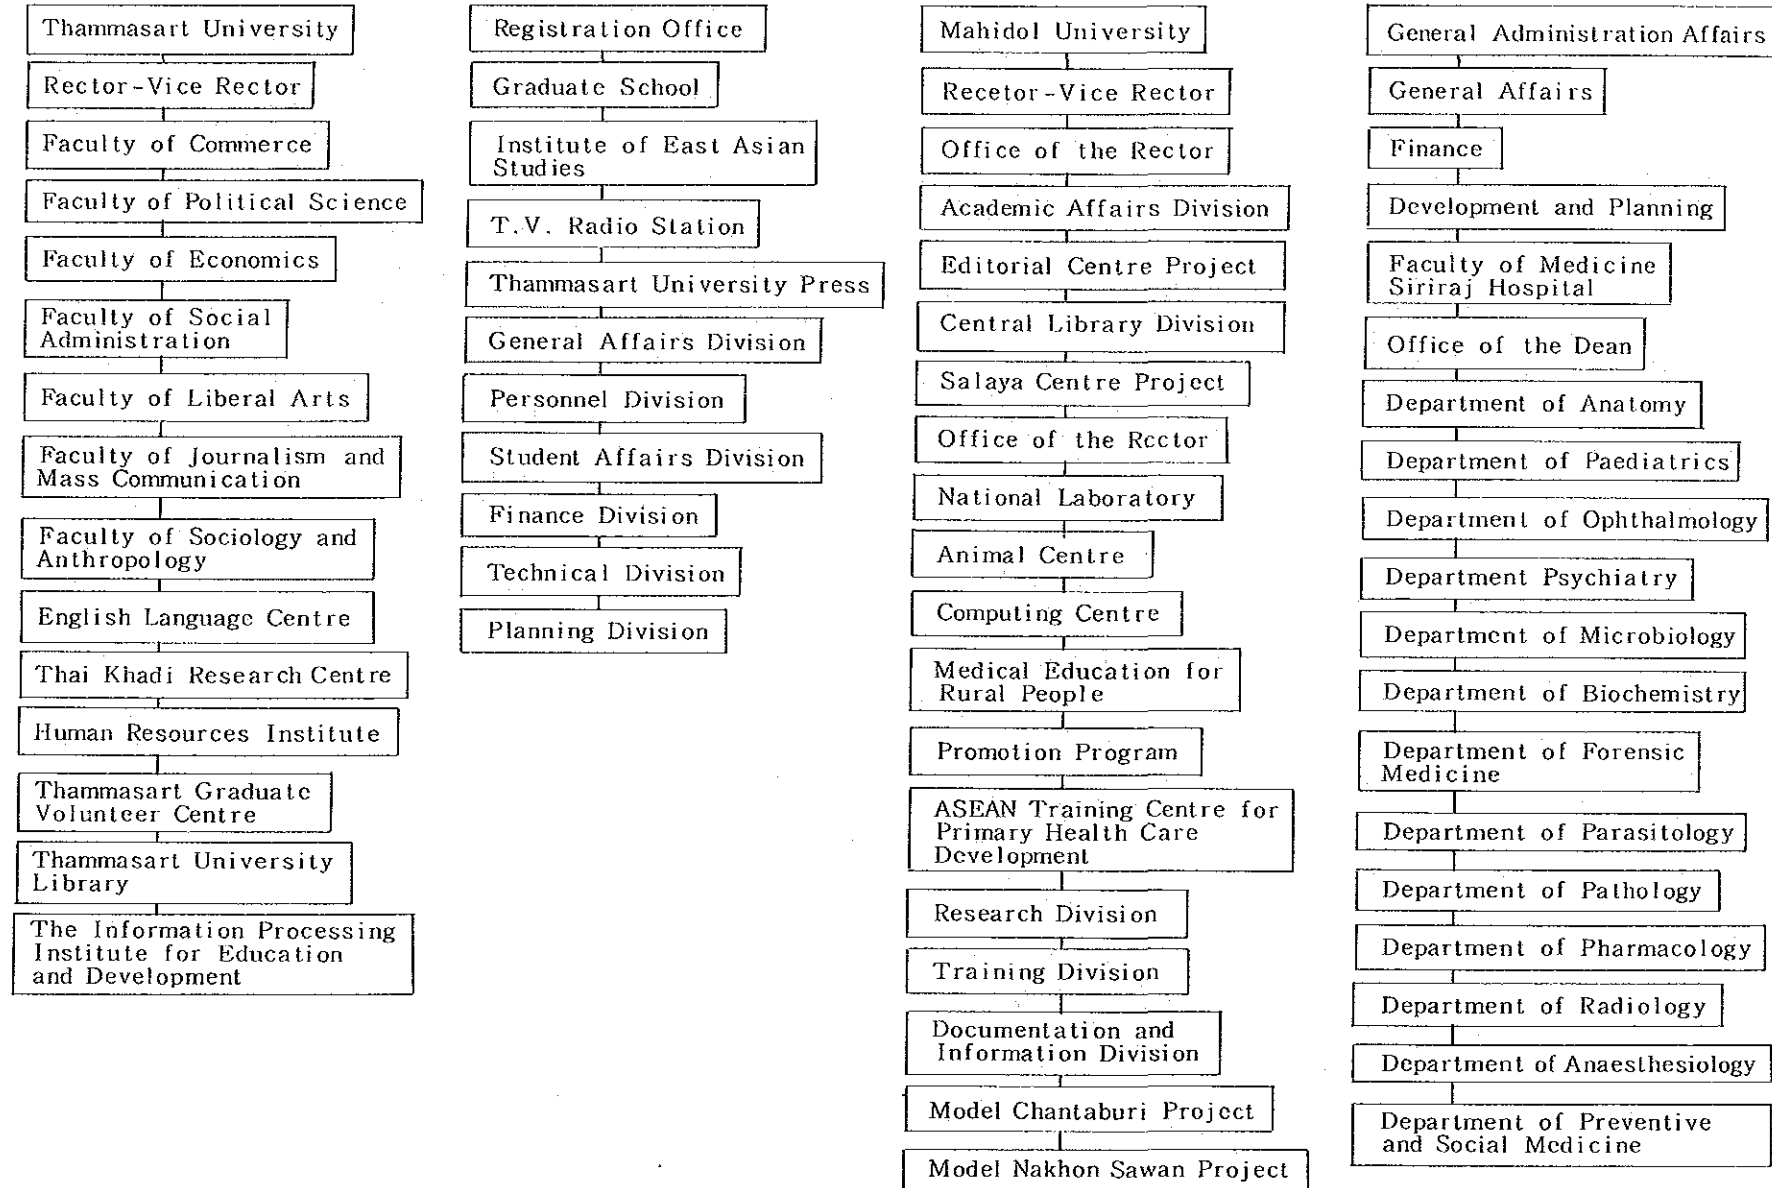 Thammasart University
Rector-Vice Rector
Faculty of Commerce
Faculty of Political Science
Faculty of Economics
Faculty of Social
Administration
Faculty of Liberal Arts
Faculty of Journalism and
Mass Communication
Faculty of Sociology and
Anthropology
English Language Centre
Thai Khadi Research Centre
Human Resources Institute
Thammasart Graduate
Volunteer Centre
Thammasart University
Library
The Information Processing
Institute for Education
and Development
Registration Office
Graduate School
Institute of East Asian
Studies
T.V. Radio Station
Thammasart University Press
General Affairs Division
Personnel Division
Student Affairs Division
Finance Division
Technical Division
Planning Division
Mahidol University
Recetor-Vice Rector
Office of the Rector
Academic Affairs Division
Editorial Centre Project
Central Library Division
Salaya Centre Project
Office of the Rector
National Laboratory
Animal Centre
Computing Centre
Medical Education for
Rural People
Promotion Program
ASEAN Training Centre for
Primary Health Care
Development
Research Division
Training Division
Documentation and
Information Division
Model Chantaburi Project
Model Nakhon Sawan Project
General Administration Affairs
General Affairs
Finance
Development and Planning
Faculty of Medicine
Siriraj Hospital
Office of the Dean
Department of Anatomy
Department of Paediatrics
Department of Ophthalmology
Department Psychiatry
Department of Microbiology
Department of Biochemistry
Department of Forensic
Medicine
Department of Parasitology
Department of Pathology
Department of Pharmacology
Department of Radiology
Department of Anaesthesiology
Department of Preventive
and Social Medicine